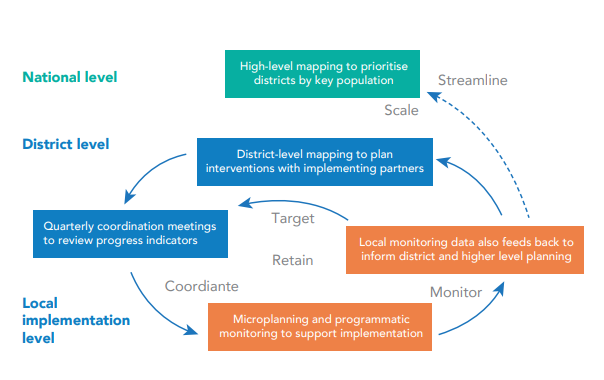 National level
High-level mapping to prioritise
districts by key population
Streamline
Scale
District level
District-level mapping to plan
interventions with implementing partners
Quarterly coordination meetings
to review progress indicators
Target
Local monitoring data also feeds back to
inform district and higher level planning
Retain
Coordiante
Monitor
Local
implementation
level
Microplanning and programmatic
monitoring to support implementation